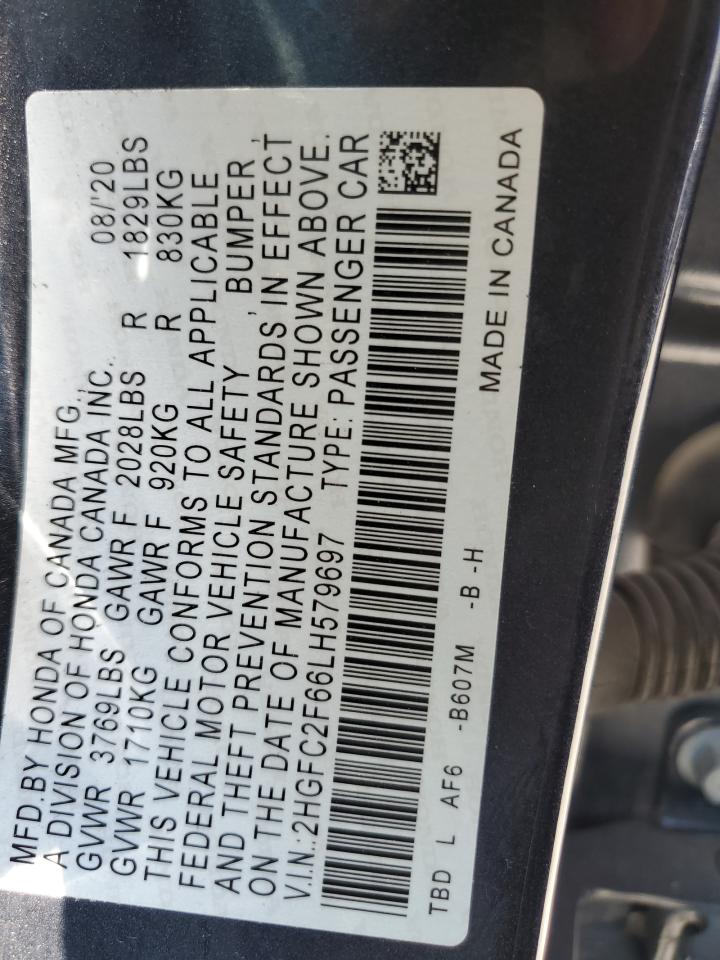 MFD.BY HONDA OF CANADA MFG., 08/'20
A DIVISION OF HONDA CANADA INC.
GVWR 3769LBS GAWR F 2028LBS R 1829LBS
GVWR 1710KG GAWR F 920KG R 830KG
THIS VEHICLE CONFORMS TO ALL APPLICABLE
FEDERAL MOTOR VEHICLE SAFETY , BUMPER ,
AND THEFT PREVENTION STANDARDS IN EFFECT
ON THE DATE OF MANUFACTURE SHOWN ABOVE.
V.I.N.:2HGFC2F66LH579697 TYPE: PASSENGER CAR
TBD L AF6 -B607M -B -H MADE IN CANADA